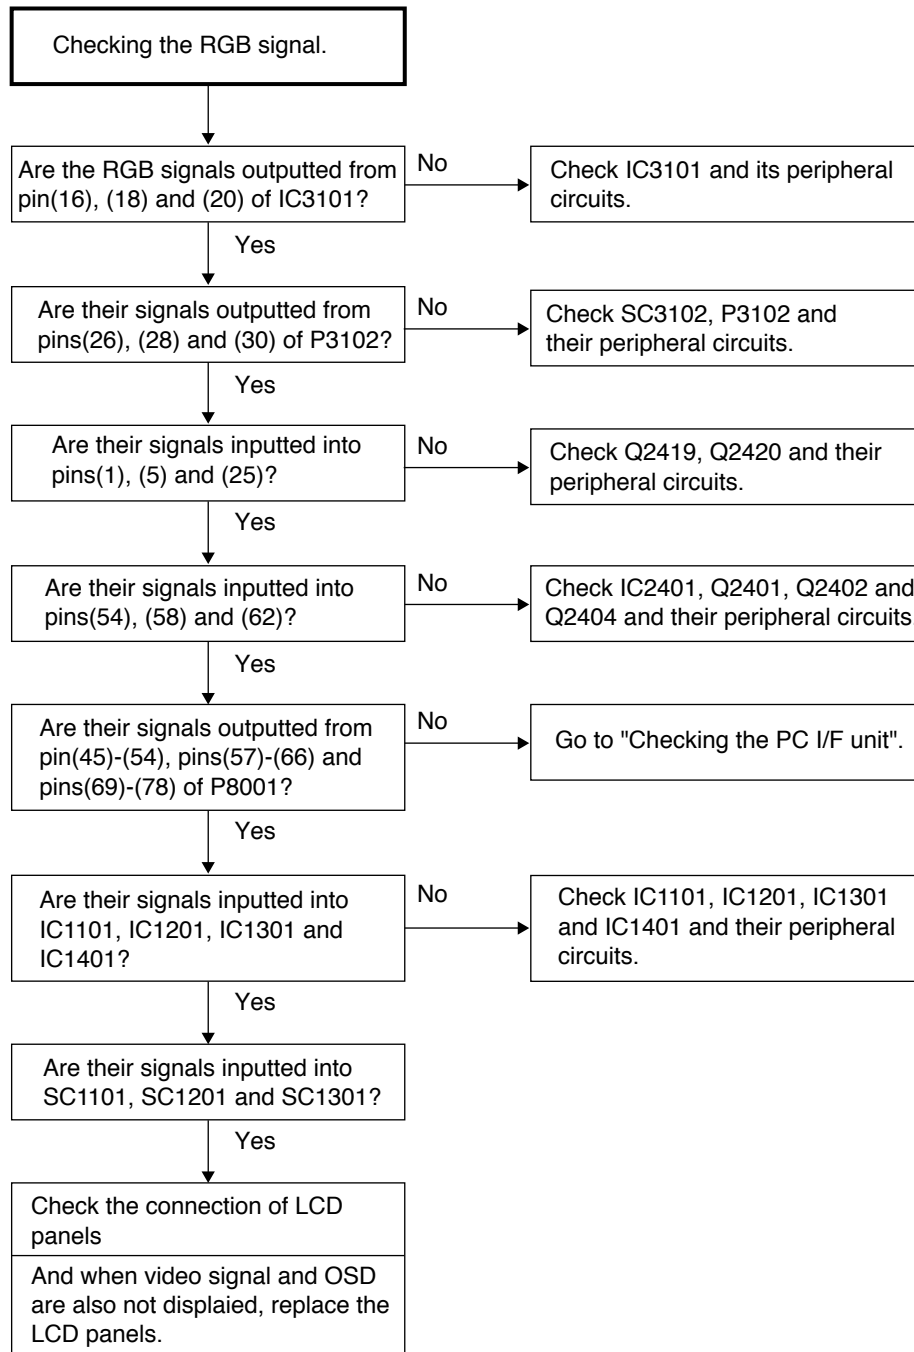 Checking the RGB signal.
Are the RGB signals outputted from
pin(16), (18) and (20) of IC3101?
No
Check IC3101 and its peripheral
circuits.
Yes
Are their signals outputted from
pins(26), (28) and (30) of P3102?
No
Check SC3102, P3102 and
their peripheral circuits.
Yes
Are their signals inputted into
pins(1), (5) and (25)?
No
Check Q2419, Q2420 and their
peripheral circuits.
Yes
Are their signals inputted into
pins(54), (58) and (62)?
No
Check IC2401, Q2401, Q2402 and
Q2404 and their peripheral circuits.
Yes
Are their signals outputted from
pin(45)-(54), pins(57)-(66) and
pins(69)-(78) of P8001?
No
Go to "Checking the PC I/F unit".
Yes
Are their signals inputted into
IC1101, IC1201, IC1301 and
IC1401?
No
Check IC1101, IC1201, IC1301
and IC1401 and their peripheral
circuits.
Yes
Are their signals inputted into
SC1101, SC1201 and SC1301?
Yes
Check the connection of LCD
panels
And when video signal and OSD
are also not displaied, replace the
LCD panels.